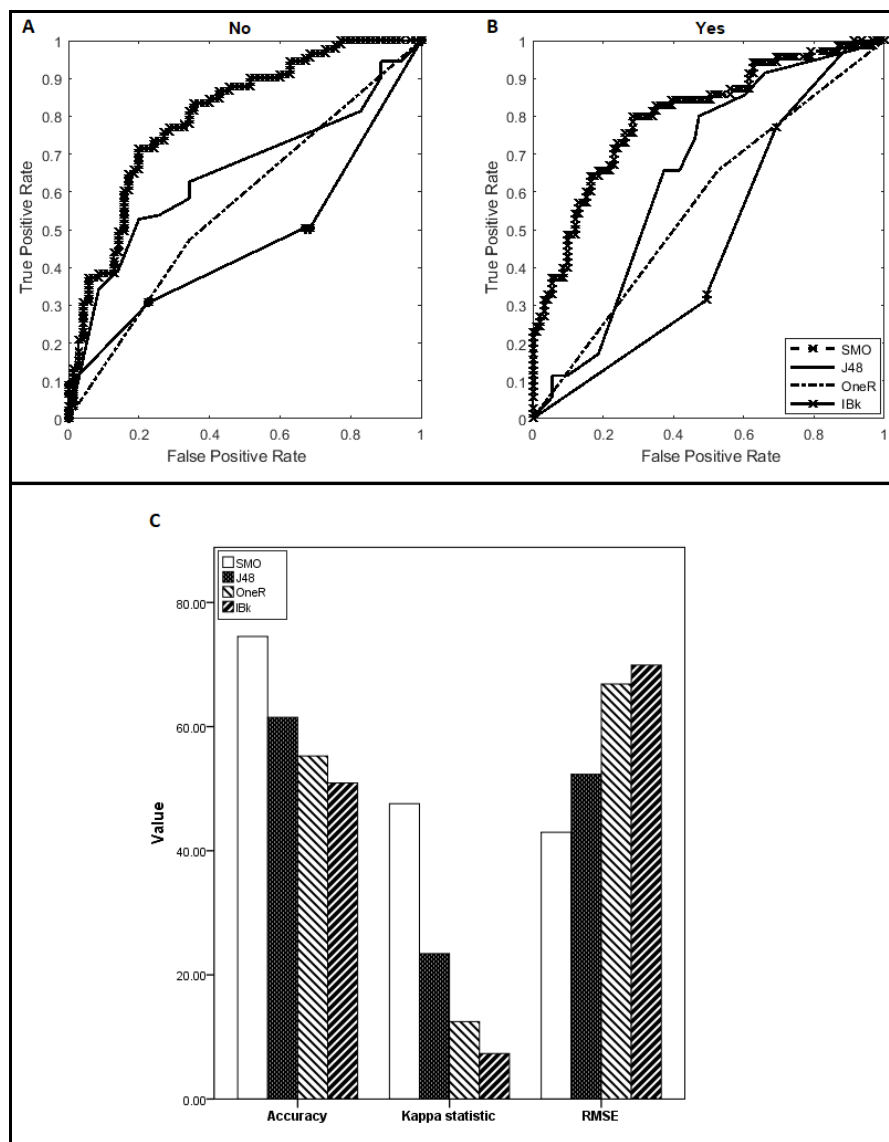 A
No
1
0.9
0.8
0.7
0.6
0.5
0.4
0.3
0.2
0.1
0
True Positive Rate
0 0.2 0.4 0.6 0.8 1
False Positive Rate
B
Yes
1
0.9
0.8
0.7
0.6
0.5
0.4
0.3
0.2
0.1
0
True Positive Rate
0 0.2 0.4 0.6 0.8 1
False Positive Rate
SMO
J48
OneR
IBk
C
SMO
J48
OneR
IBk
80.00
60.00
40.00
20.00
0.00
Value
Accuracy Kappa statistic RMSE